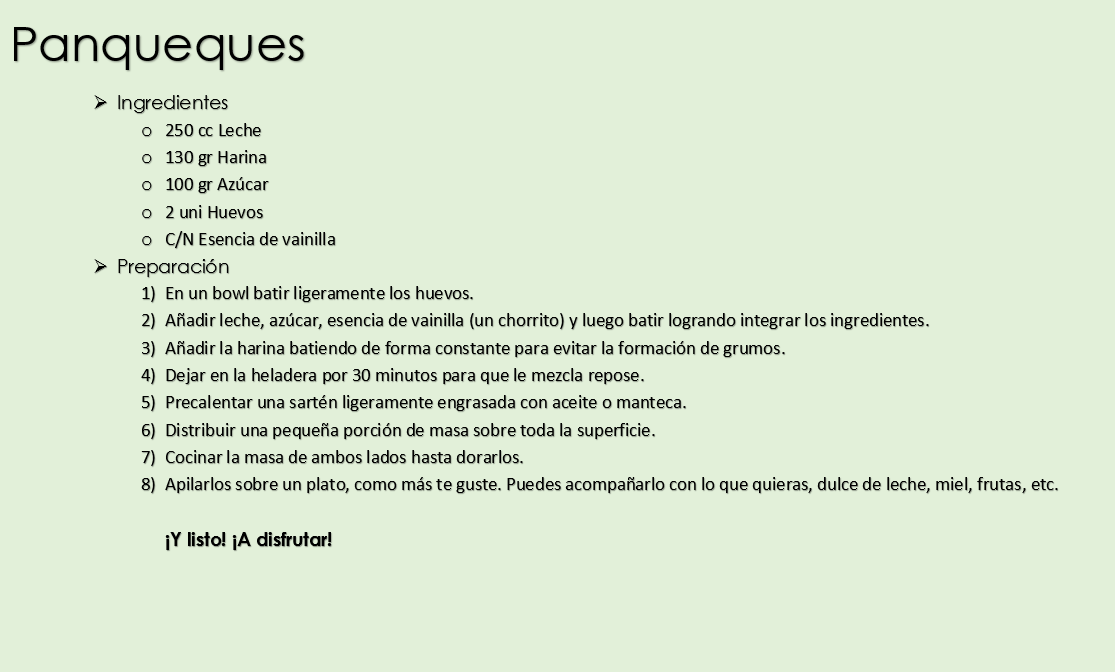 Panqueques
➢ Ingredientes
o 250 cc Leche
o 130 gr Harina
o 100 gr Azúcar
o 2 uni Huevos
o C/N Esencia de vainilla
➢ Preparación
1) En un bowl batir ligeramente los huevos.
2) Añadir leche, azúcar, esencia de vainilla (un chorrito) y luego batir logrando integrar los ingredientes.
3) Añadir la harina batiendo de forma constante para evitar la formación de grumos.
4) Dejar en la heladera por 30 minutos para que le mezcla repose.
5) Precalentar una sartén ligeramente engrasada con aceite o manteca.
6) Distribuir una pequeña porción de masa sobre toda la superficie.
7) Cocinar la masa de ambos lados hasta dorarlos.
8) Apilarlos sobre un plato, como más te guste. Puedes acompañarlo con lo que quieras, dulce de leche, miel, frutas, etc.
¡Y listo! ¡A disfrutar!